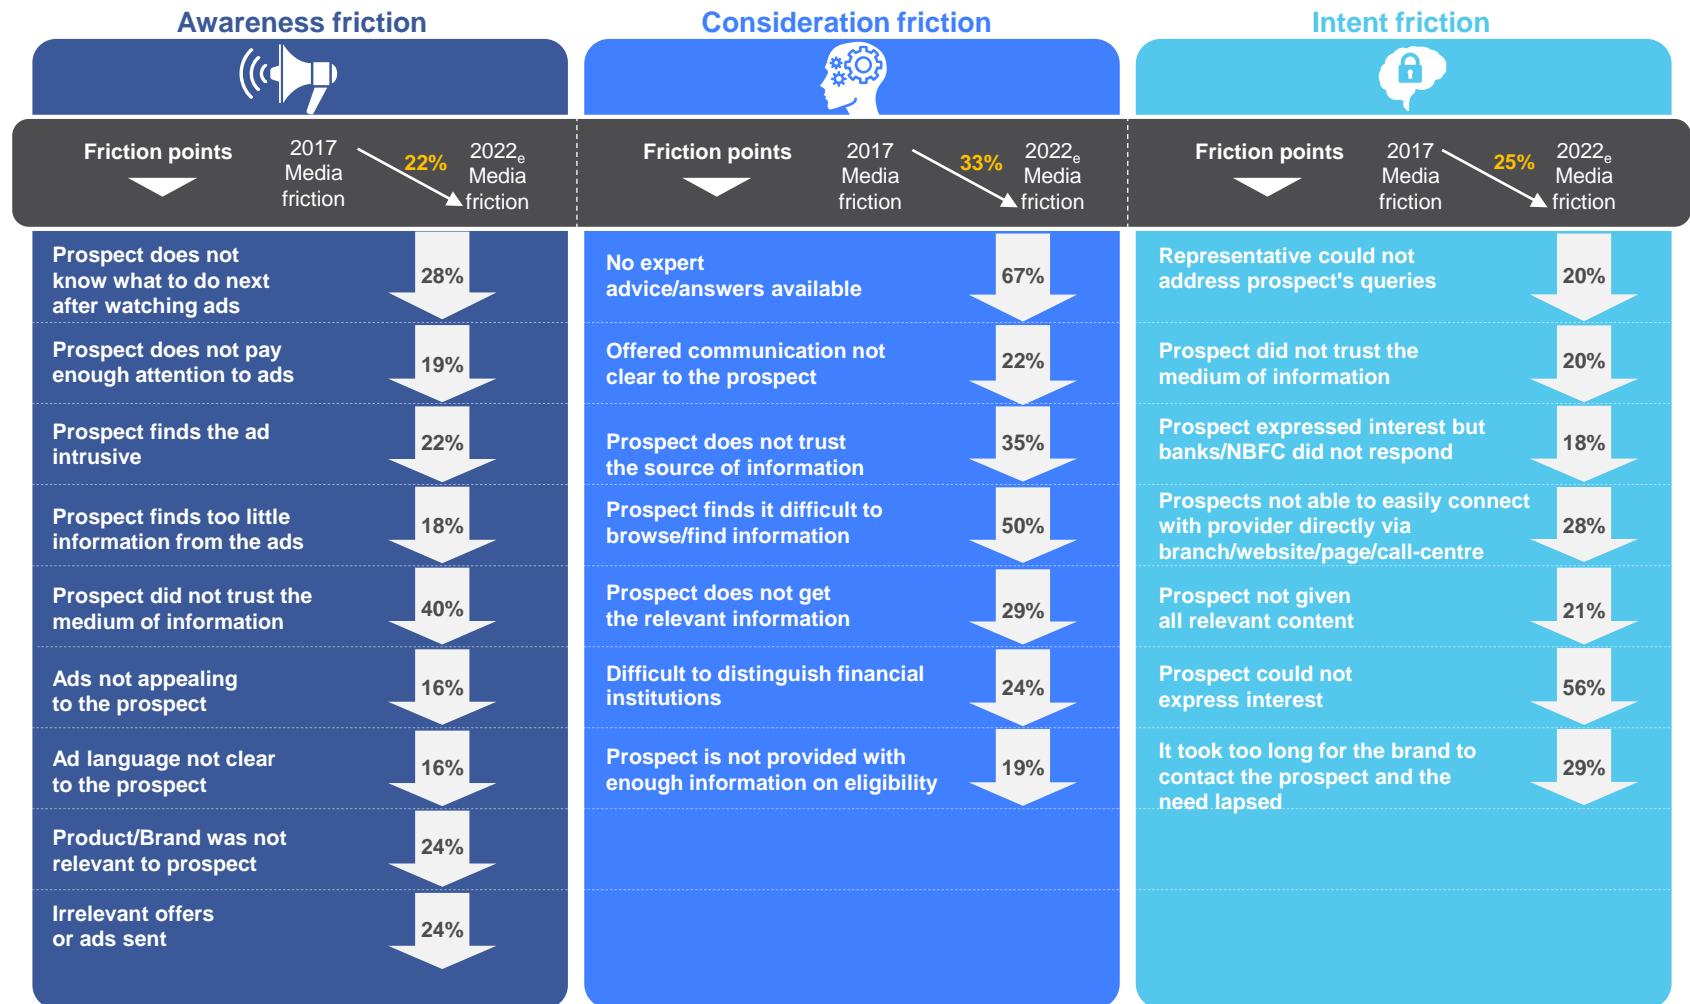 Awareness friction
Friction points
2017
Media
friction
22%
2022e
Media
friction
Prospect does not
know what to do next
after watching ads
28%
Prospect does not pay
enough attention to ads
19%
Prospect finds the ad
intrusive
22%
Prospect finds too little
information from the ads
18%
Prospect did not trust the
medium of information
40%
Ads not appealing
to the prospect
16%
Ad language not clear
to the prospect
16%
Product/Brand was not
relevant to prospect
24%
Irrelevant offers
or ads sent
24%
Consideration friction
Friction points
2017
Media
friction
33%
2022e
Media
friction
No expert
advice/answers available
67%
Offered communication not
clear to the prospect
22%
Prospect does not trust
the source of information
35%
Prospect finds it difficult to
browse/find information
50%
Prospect does not get
the relevant information
29%
Difficult to distinguish financial
institutions
24%
Prospect is not provided with
enough information on eligibility
19%
Intent friction
Friction points
2017
Media
friction
25%
2022e
Media
friction
Representative could not
address prospect's queries
20%
Prospect did not trust the
medium of information
20%
Prospect expressed interest but
banks/NBFC did not respond
18%
Prospects not able to easily connect
with provider directly via
branch/website/page/call-centre
28%
Prospect not given
all relevant content
21%
Prospect could not
express interest
56%
It took too long for the brand to
contact the prospect and the
need lapsed
29%